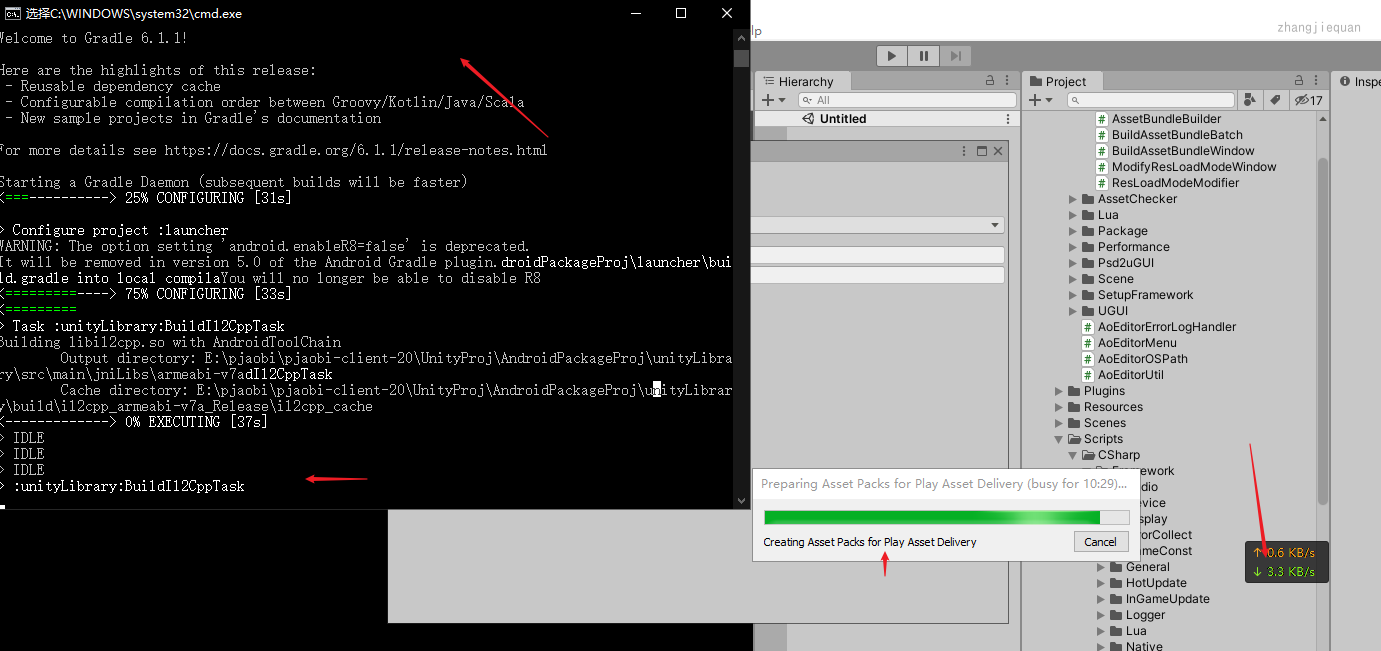 选择C:\WINDOWS\system32\cmd.exe
Welcome to Gradle 6.1.1!
Here are the highlights of this release:
- Reusable dependency cache
- Configurable compilation order between Groovy/Kotlin/Java/Scala
- New sample projects in Gradle's documentation
For more details see https://docs.gradle.org/6.1.1/release-notes.html
Starting a Gradle Daemon (subsequent builds will be faster)
<===----------> 25% CONFIGURING [31s]
> Configure project :launcher
WARNING: The option setting 'android.enableR8=false' is deprecated.
It will be removed in version 5.0 of the Android Gradle plugin.droidPackageProj\launcher\bui
ld.gradle into local compilaYou will no longer be able to disable R8
<=========----> 75% CONFIGURING [33s]
<=========
> Task :unityLibrary:BuildIl2CppTask
Building libil2cpp.so with AndroidToolChain
Output directory: E:\pjaobi\pjaobi-client-20\UnityProj\AndroidPackageProj\unityLibra
ry\src\main\jniLibs\armeabi-v7adIl2CppTask
Cache directory: E:\pjaobi\pjaobi-client-20\UnityProj\AndroidPackageProj\unityLibrar
y\build\il2cpp_armeabi-v7a_Release\il2cpp_cache
<-------------> 0% EXECUTING [37s]
> IDLE
> IDLE
> IDLE
> :unityLibrary:BuildIl2CppTask
lp
zhangjiequan
Hierarchy
All
Untitled
Project
17
Inspe
AssetBundleBuilder
BuildAssetBundleBatch
BuildAssetBundleWindow
ModifyResLoadModeWindow
ResLoadModeModifier
AssetChecker
Lua
Package
Performance
Psd2uGUI
Scene
SetupFramework
UGUI
AoEditorErrorLogHandler
AoEditorMenu
AoEditorOSPath
AoEditorUtil
Plugins
Resources
Scenes
Scripts
CSharp
Framework
dio
evice
splay
rorCollect
ameConst
General
HotUpdate
InGameUpdate
Logger
Lua
Native
Preparing Asset Packs for Play Asset Delivery (busy for 10:29)...
Creating Asset Packs for Play Asset Delivery
Cancel
↑ 0.6 KB/s
↓ 3.3 KB/s